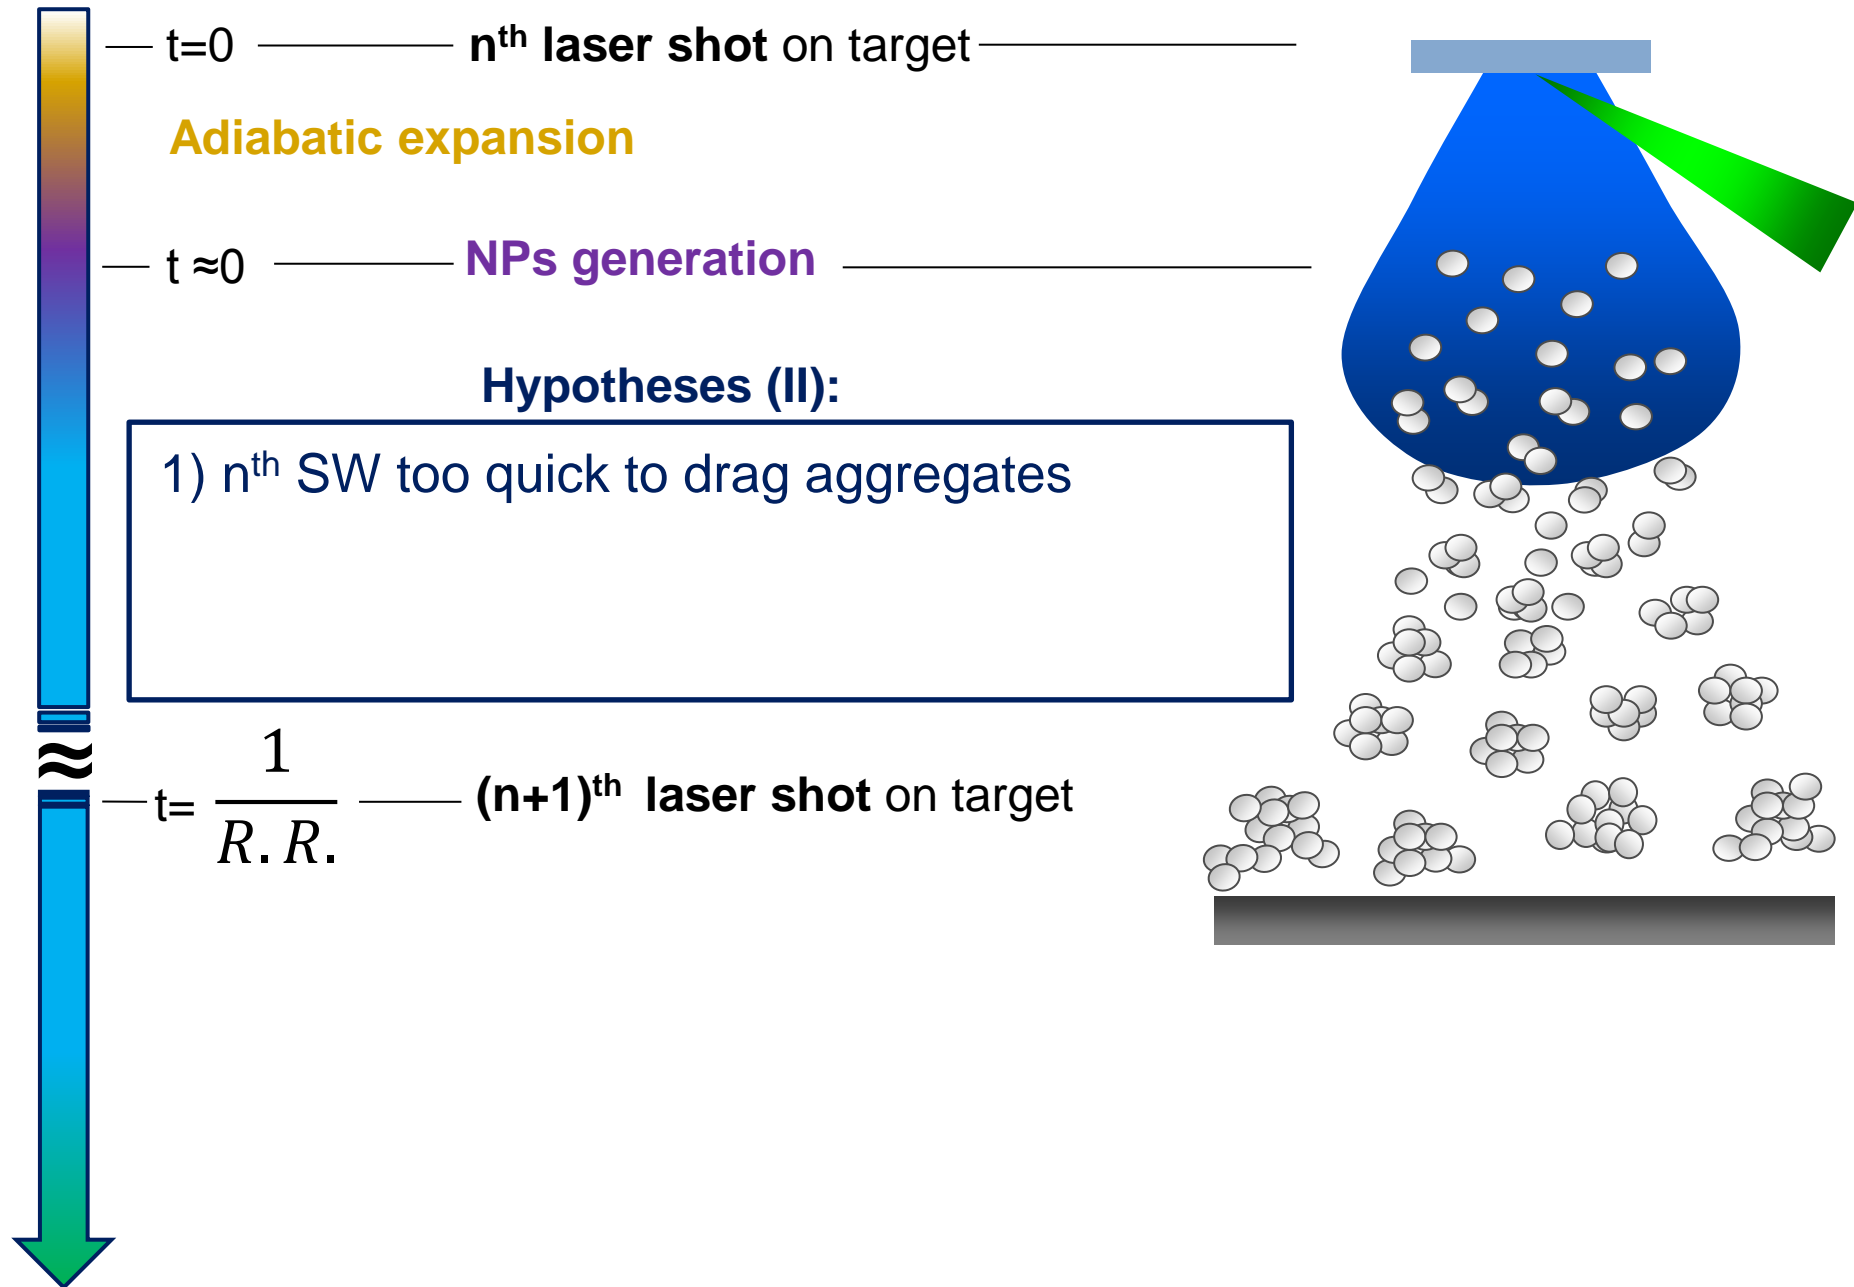 t=0 nth laser shot on target
Adiabatic expansion
t ≈0 NPs generation
Hypotheses (II):
1) nth SW too quick to drag aggregates
≈
t= 1/R.R. (n+1)th laser shot on target